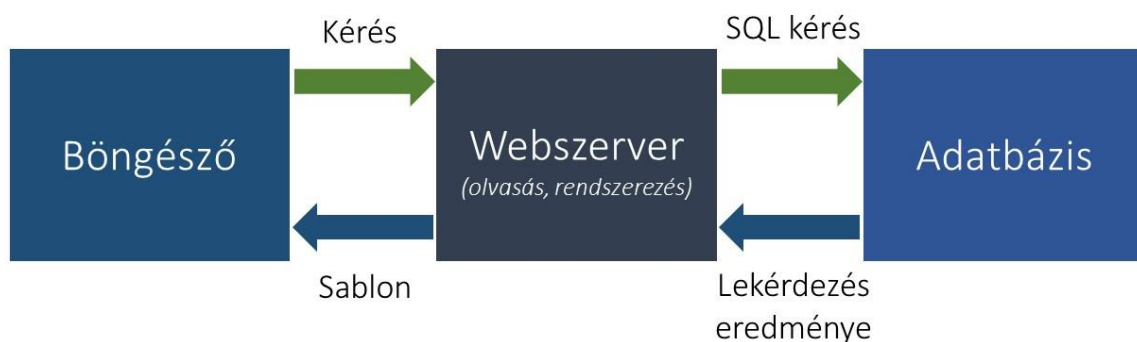 Kérés
SQL kérés
Böngésző
Webszerver
(olvasás, rendszerezés)
Adatbázis
Sablon
Lekérdezés
eredménye